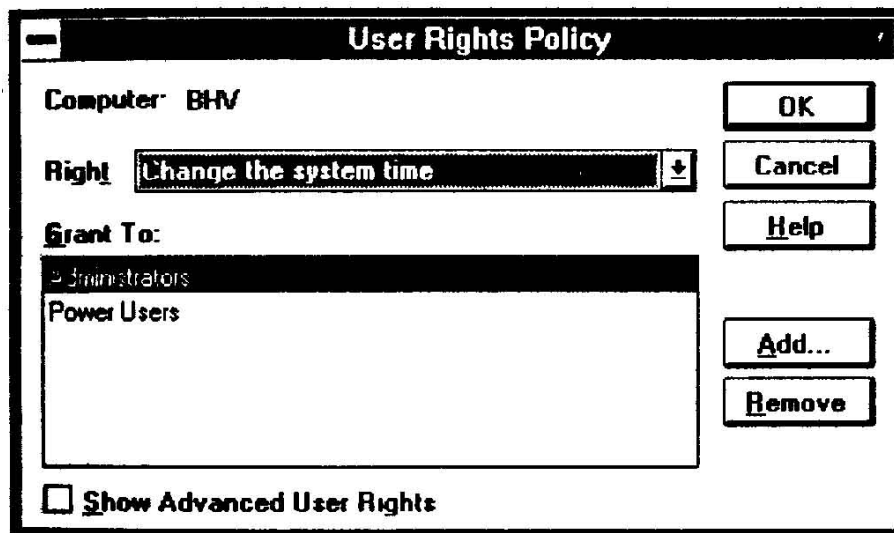 User Rights Policy
Computer: BHV
OK
Right Change the system time
Cancel
Help
Grant To:
Administrators
Power Users
Add...
Remove
Show Advanced User Rights